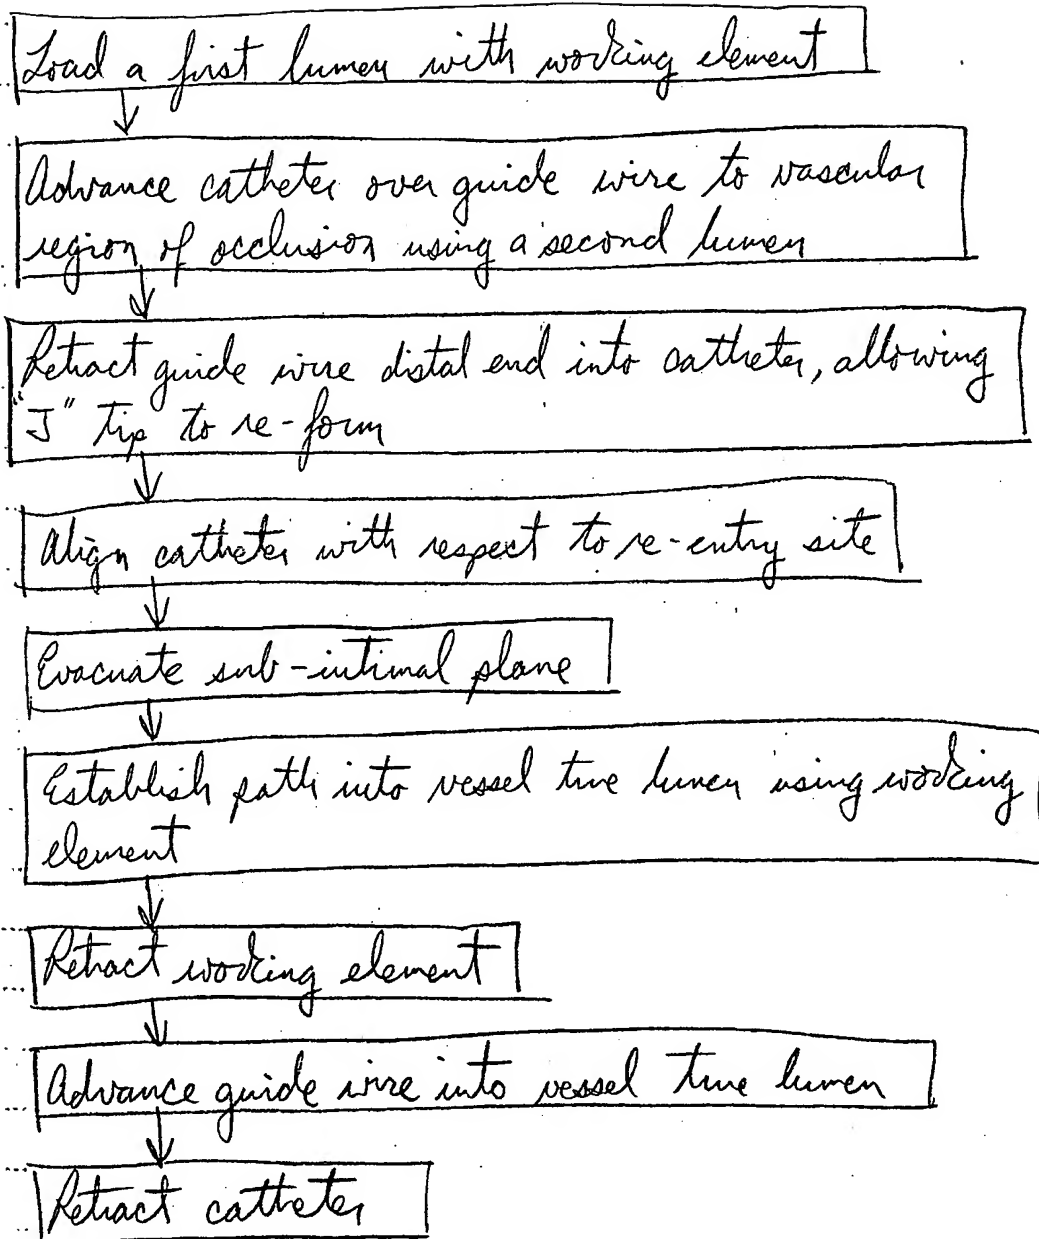 Load a first lumen with working element
Advance catheter over guide wire to vascular
region of occlusion using a second lumen
Retract guide wire distal end into catheter, allowing
"J" tip to re-form
Align catheter with respect to re-entry site
Evacuate sub-intimal plane
Establish path into vessel true lumen using working
element
Retract working element
Advance guide wire into vessel true lumen
Retract catheter